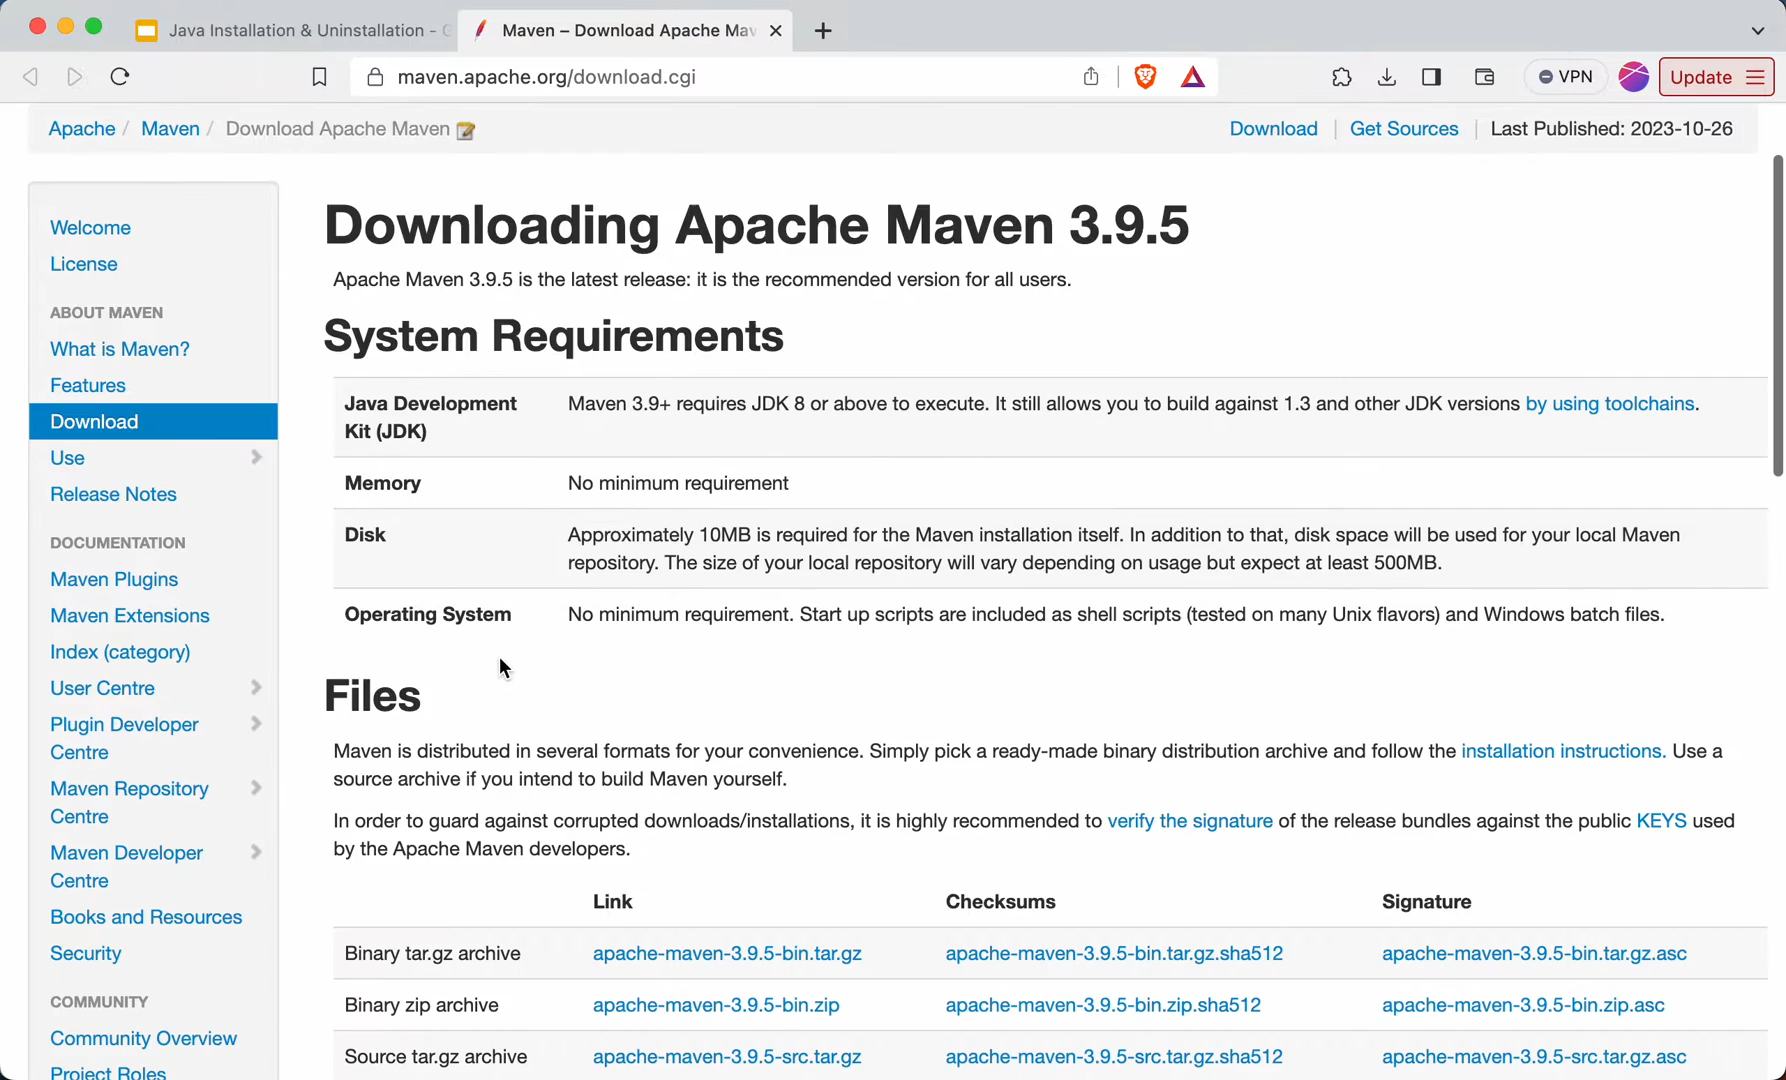 Java Installation & Uninstallation - G
Maven – Download Apache Mav
maven.apache.org/download.cgi
VPN
Update
Apache / Maven / Download Apache Maven
Download | Get Sources | Last Published: 2023-10-26
Welcome
License
ABOUT MAVEN
What is Maven?
Features
Download
Use
Release Notes
DOCUMENTATION
Maven Plugins
Maven Extensions
Index (category)
User Centre
Plugin Developer
Centre
Maven Repository
Centre
Maven Developer
Centre
Books and Resources
Security
COMMUNITY
Community Overview
Project Roles
Downloading Apache Maven 3.9.5
Apache Maven 3.9.5 is the latest release: it is the recommended version for all users.
System Requirements
Java Development
Kit (JDK)
Maven 3.9+ requires JDK 8 or above to execute. It still allows you to build against 1.3 and other JDK versions by using toolchains.
Memory
No minimum requirement
Disk
Approximately 10MB is required for the Maven installation itself. In addition to that, disk space will be used for your local Maven
repository. The size of your local repository will vary depending on usage but expect at least 500MB.
Operating System
No minimum requirement. Start up scripts are included as shell scripts (tested on many Unix flavors) and Windows batch files.
Files
Maven is distributed in several formats for your convenience. Simply pick a ready-made binary distribution archive and follow the installation instructions. Use a
source archive if you intend to build Maven yourself.
In order to guard against corrupted downloads/installations, it is highly recommended to verify the signature of the release bundles against the public KEYS used
by the Apache Maven developers.
Link Checksums Signature
Binary tar.gz archive apache-maven-3.9.5-bin.tar.gz apache-maven-3.9.5-bin.tar.gz.sha512 apache-maven-3.9.5-bin.tar.gz.asc
Binary zip archive apache-maven-3.9.5-bin.zip apache-maven-3.9.5-bin.zip.sha512 apache-maven-3.9.5-bin.zip.asc
Source tar.gz archive apache-maven-3.9.5-src.tar.gz apache-maven-3.9.5-src.tar.gz.sha512 apache-maven-3.9.5-src.tar.gz.asc